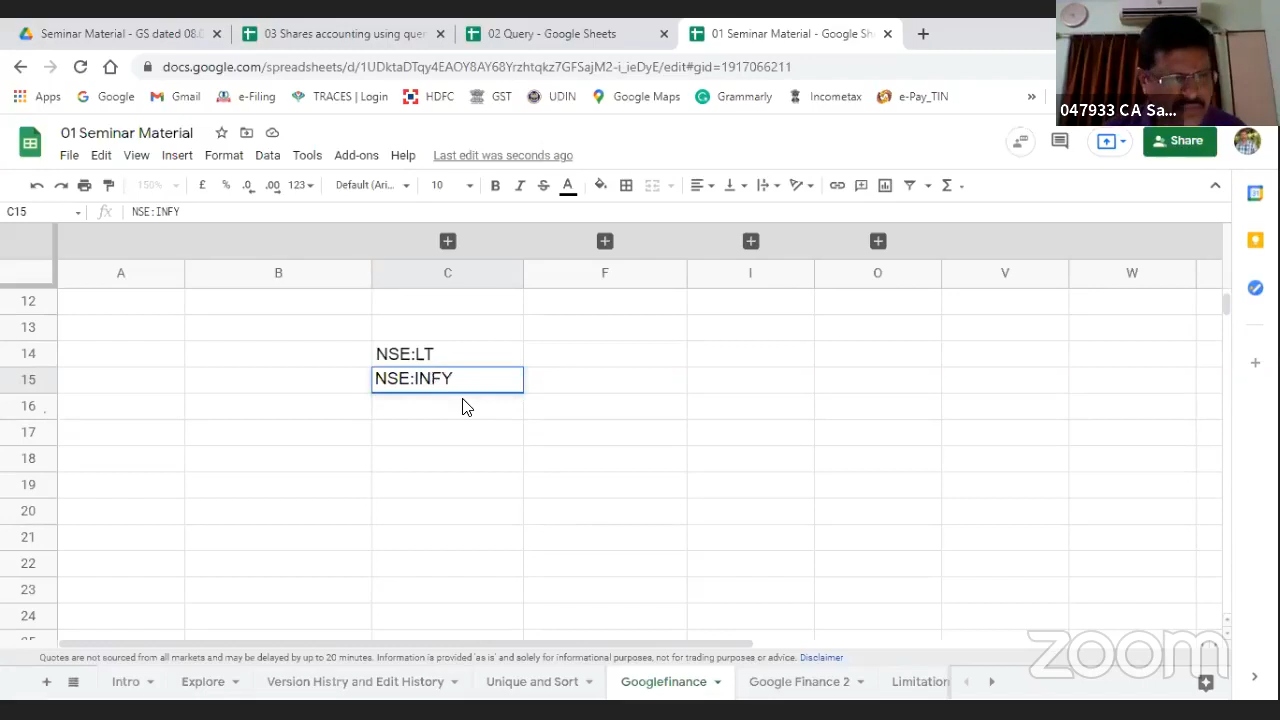 Seminar Material - GS dated 08.0
03 Shares accounting using que
02 Query - Google Sheets
01 Seminar Material - Google Sh
docs.google.com/spreadsheets/d/1UDktaDTqy4EAOY8AY68Yrzhtqkz7GFSajM2-i_ieDyE/edit#gid=1917066211
Apps
Google
Gmail
e-Filing
TRACES | Login
HDFC
GST
UDIN
Google Maps
Grammarly
Incometax
e-Pay_TIN
»
047933 CA Sa...
01 Seminar Material
File Edit View Insert Format Data Tools Add-ons Help Last edit was seconds ago
Share
150% £ % .0 .00 123 Default (Ari... 10 B I S A Σ
C15 fx NSE:INFY
A B C F I O V W
12
13
14 NSE:LT
15 NSE:INFY
16
17
18
19
20
21
22
23
24
zoom
Quotes are not sourced from all markets and may be delayed by up to 20 minutes. Information is provided 'as is' and solely for informational purposes, not for trading purposes or advice. Disclaimer
Intro Explore Version Histry and Edit History Unique and Sort Googlefinance Google Finance 2 Limitation